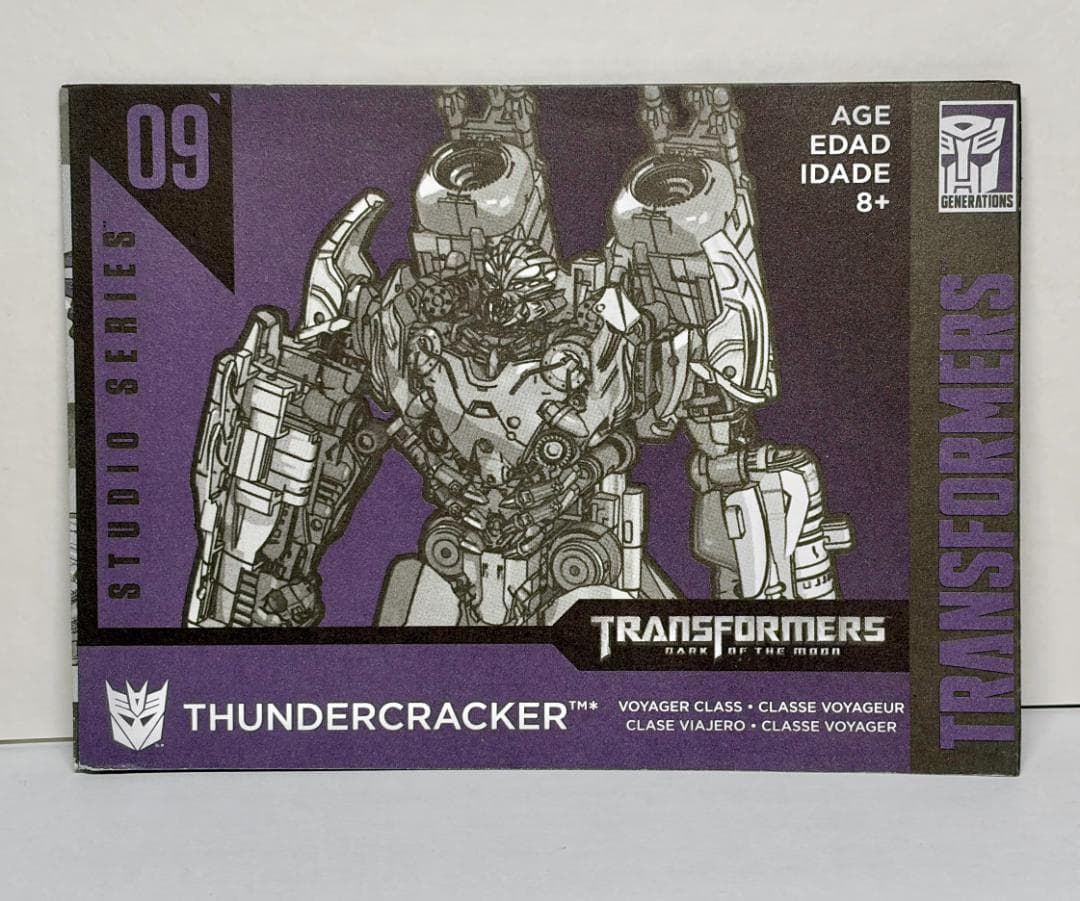 09
STUDIO SERIES™
AGE
EDAD
IDADE
8+
GENERATIONS
TRANSFORMERS
TRANSFORMERS
DARK OF THE MOON
THUNDERCRACKER™*
VOYAGER CLASS • CLASSE VOYAGEUR
CLASE VIAJERO • CLASSE VOYAGER